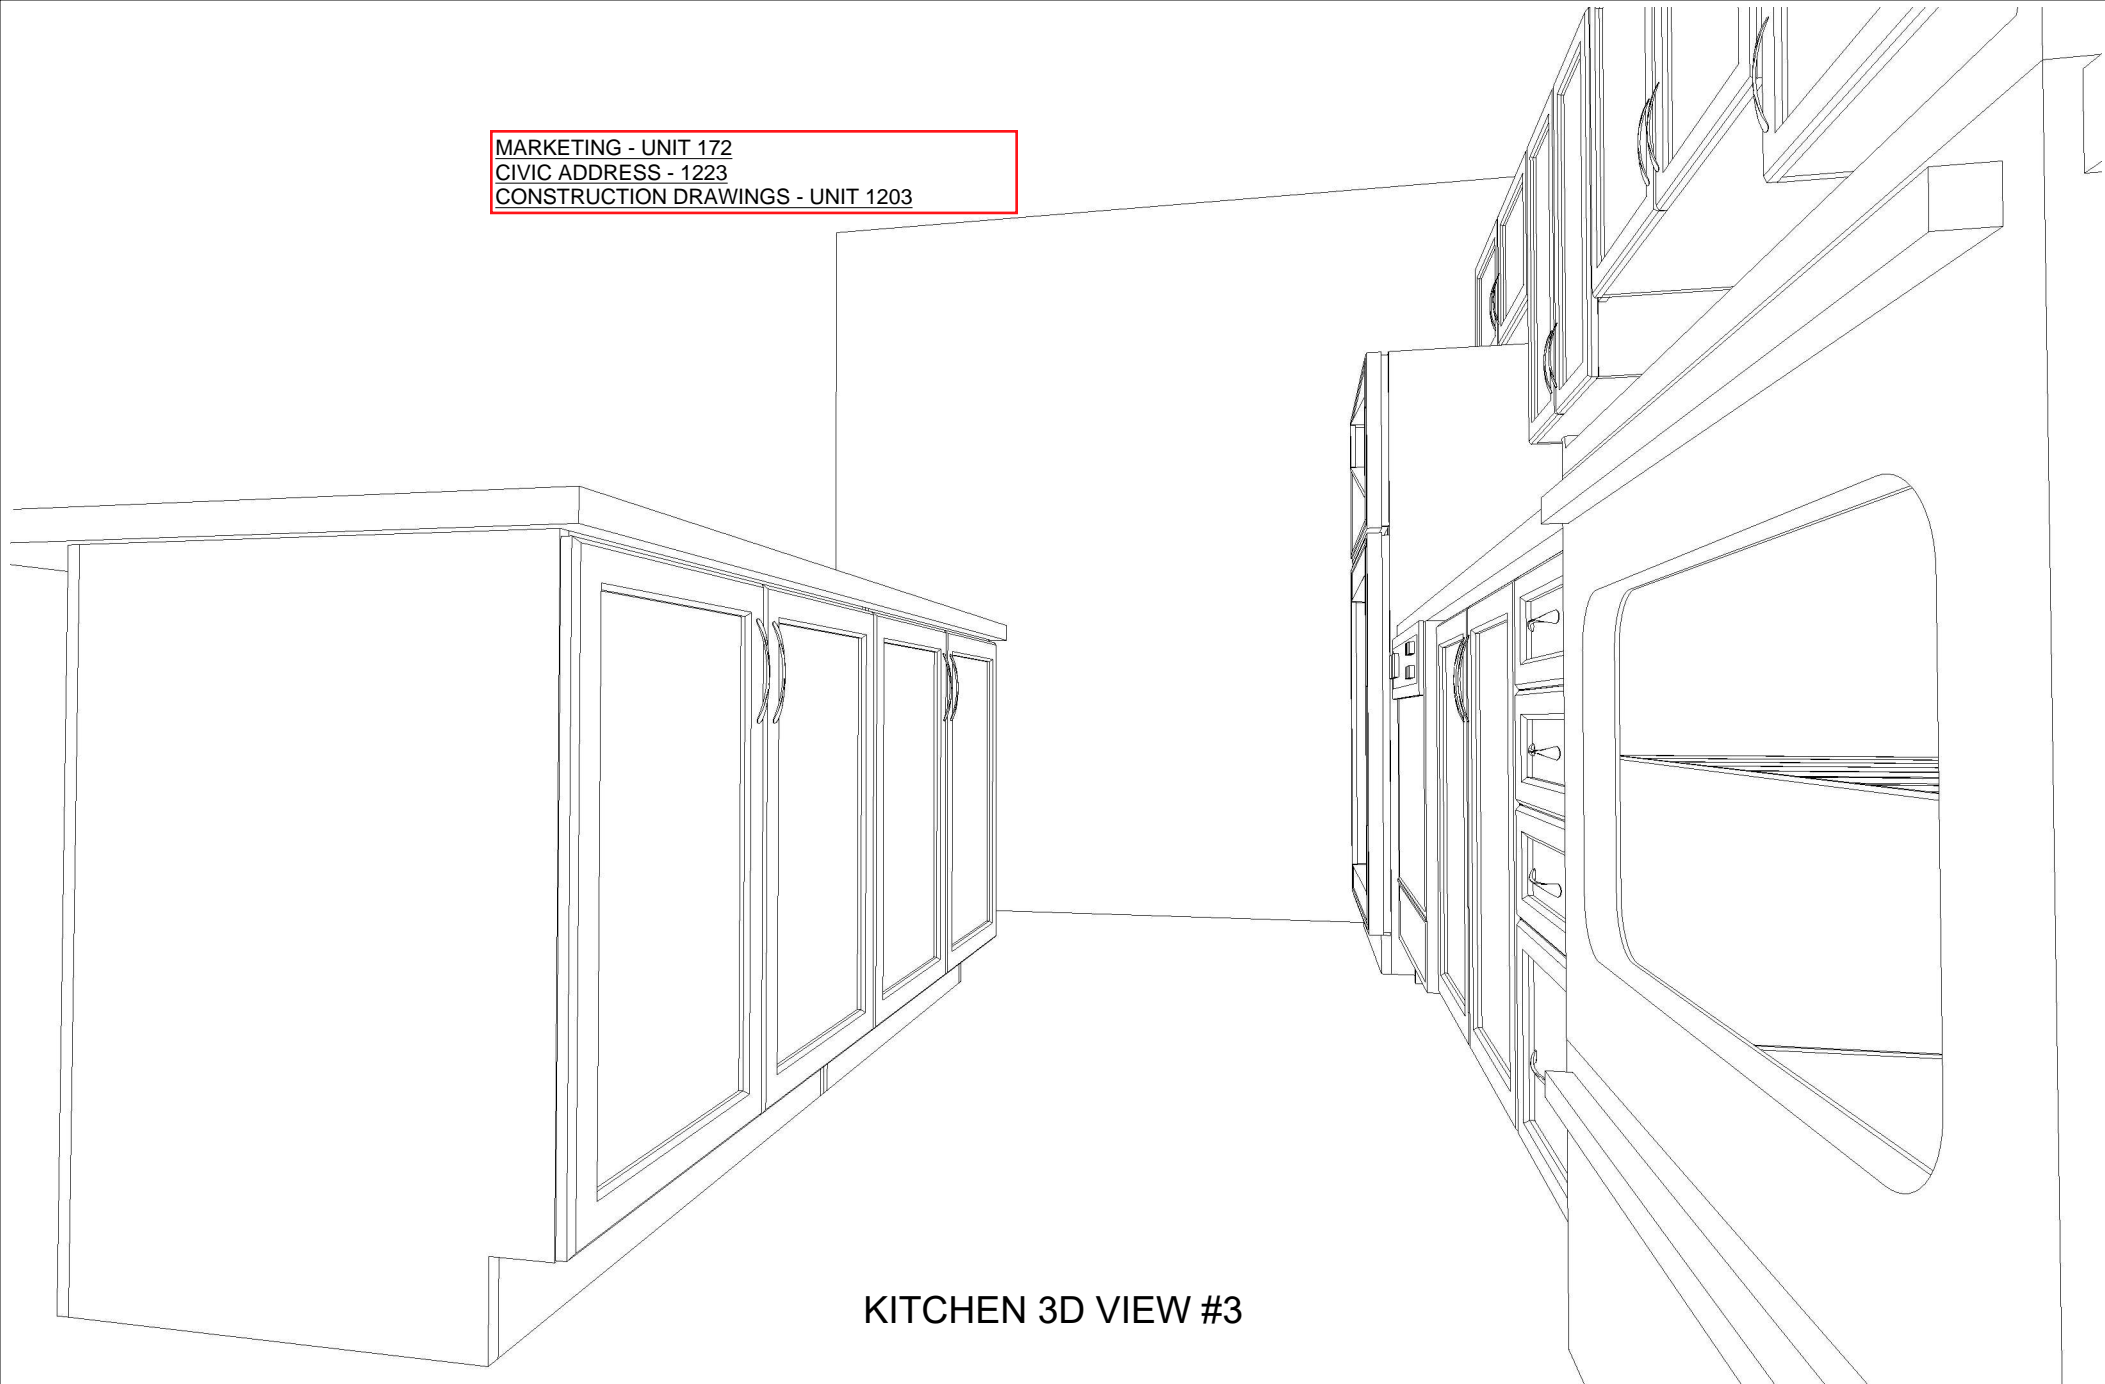 MARKETING - UNIT 172
CIVIC ADDRESS - 1223
CONSTRUCTION DRAWINGS - UNIT 1203
KITCHEN 3D VIEW #3